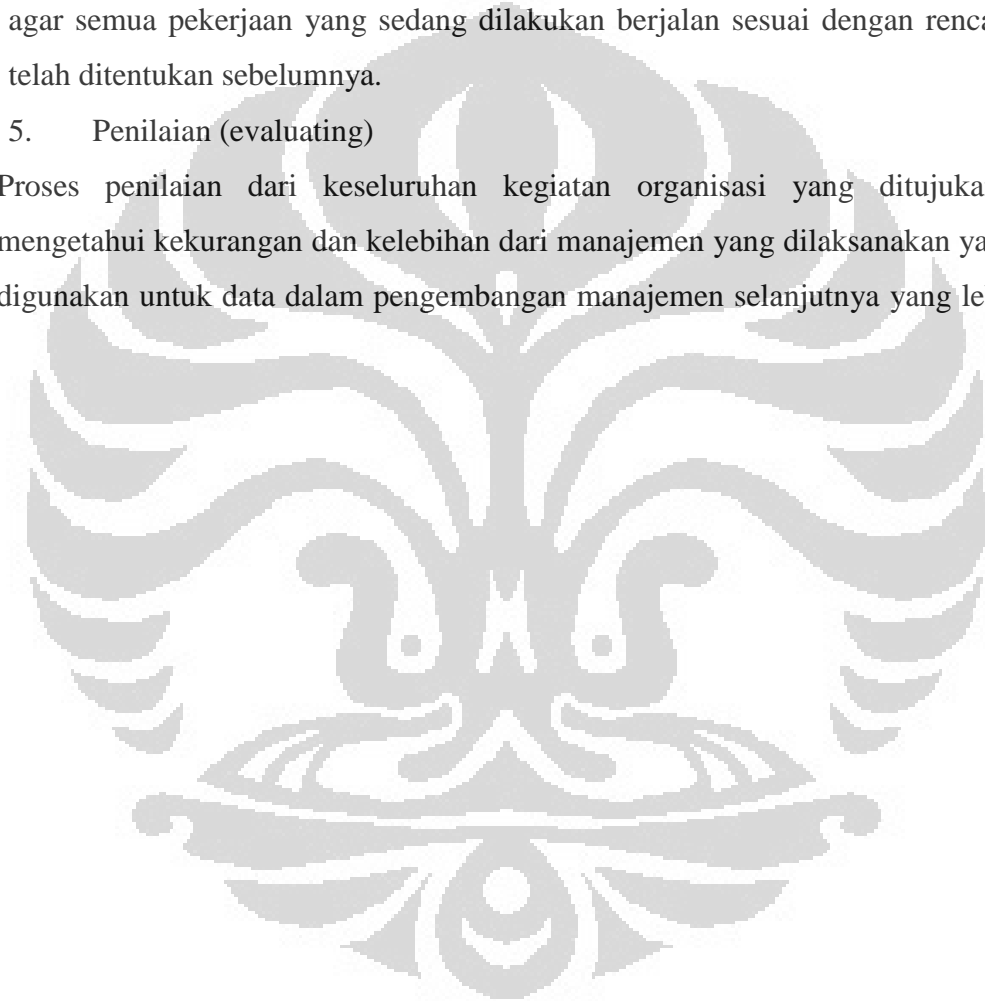 agar semua pekerjaan yang sedang dilakukan berjalan sesuai dengan renca
telah ditentukan sebelumnya.
5. Penilaian (evaluating)
Proses penilaian dari keseluruhan kegiatan organisasi yang ditujuka
mengetahui kekurangan dan kelebihan dari manajemen yang dilaksanakan ya
digunakan untuk data dalam pengembangan manajemen selanjutnya yang le